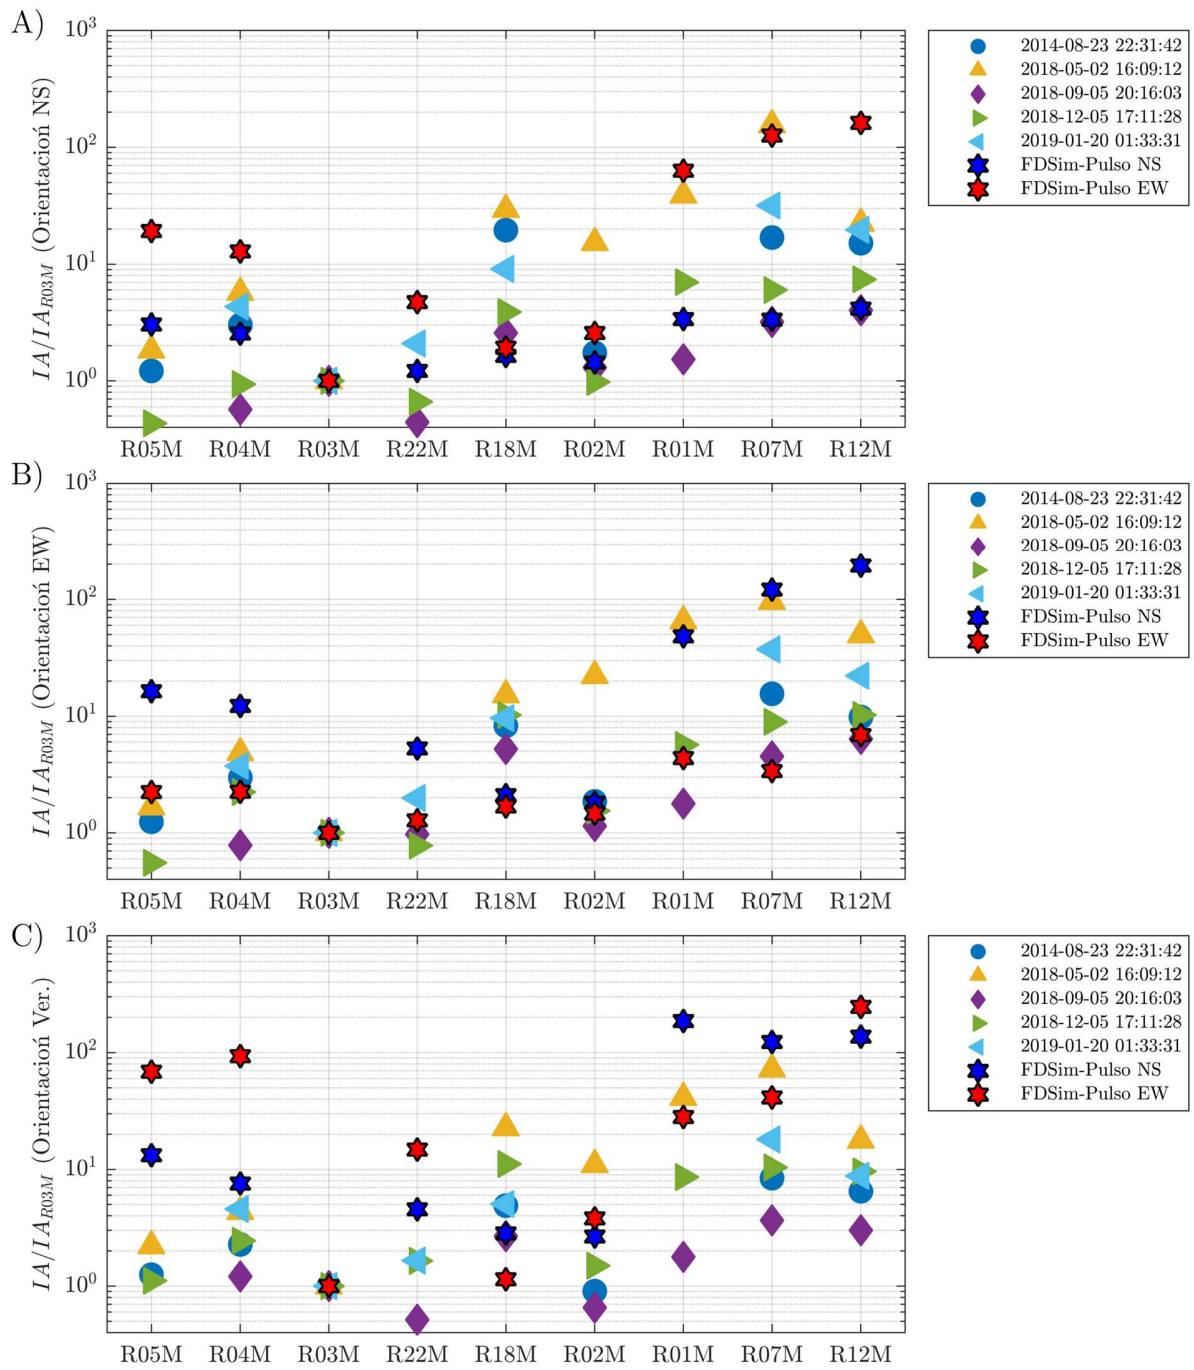 A)
IA/IA_R03M (Orientacioń NS)
10^3
10^2
10^1
10^0
R05M R04M R03M R22M R18M R02M R01M R07M R12M
2014-08-23 22:31:42
2018-05-02 16:09:12
2018-09-05 20:16:03
2018-12-05 17:11:28
2019-01-20 01:33:31
FDSim-Pulso NS
FDSim-Pulso EW
B)
IA/IA_R03M (Orientacioń EW)
10^3
10^2
10^1
10^0
R05M R04M R03M R22M R18M R02M R01M R07M R12M
2014-08-23 22:31:42
2018-05-02 16:09:12
2018-09-05 20:16:03
2018-12-05 17:11:28
2019-01-20 01:33:31
FDSim-Pulso NS
FDSim-Pulso EW
C)
IA/IA_R03M (Orientacioń Ver.)
10^3
10^2
10^1
10^0
R05M R04M R03M R22M R18M R02M R01M R07M R12M
2014-08-23 22:31:42
2018-05-02 16:09:12
2018-09-05 20:16:03
2018-12-05 17:11:28
2019-01-20 01:33:31
FDSim-Pulso NS
FDSim-Pulso EW